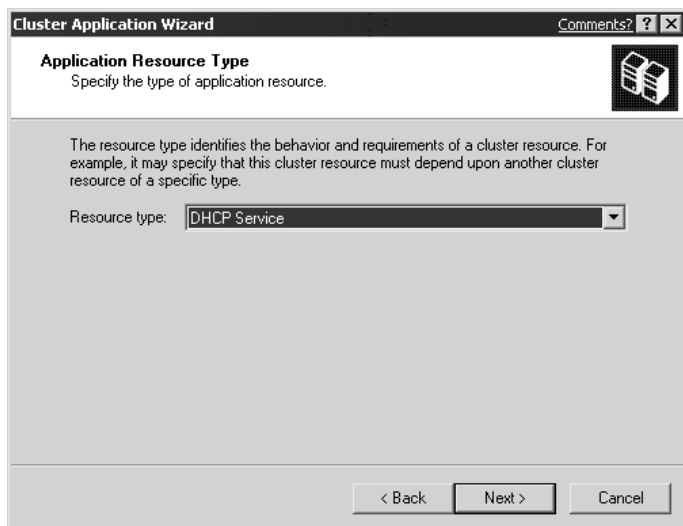 Cluster Application Wizard
Comments? ? X
Application Resource Type
Specify the type of application resource.
The resource type identifies the behavior and requirements of a cluster resource. For
example, it may specify that this cluster resource must depend upon another cluster
resource of a specific type.
Resource type: DHCP Service
< Back Next > Cancel